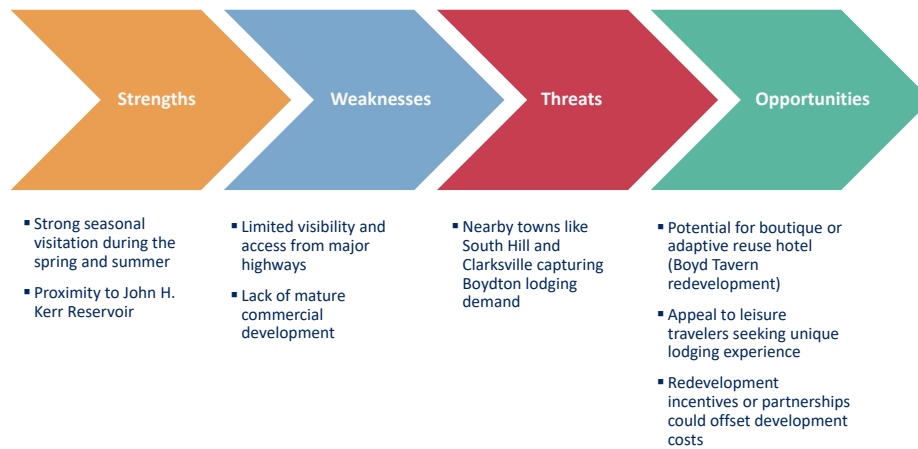 Strengths
Weaknesses
Threats
Opportunities
▪ Strong seasonal
visitation during the
spring and summer
▪ Proximity to John H.
Kerr Reservoir
▪ Limited visibility and
access from major
highways
▪ Lack of mature
commercial
development
▪ Nearby towns like
South Hill and
Clarksville capturing
Boydton lodging
demand
▪ Potential for boutique or
adaptive reuse hotel
(Boyd Tavern
redevelopment)
▪ Appeal to leisure
travelers seeking unique
lodging experience
▪ Redevelopment
incentives or partnerships
could offset development
costs